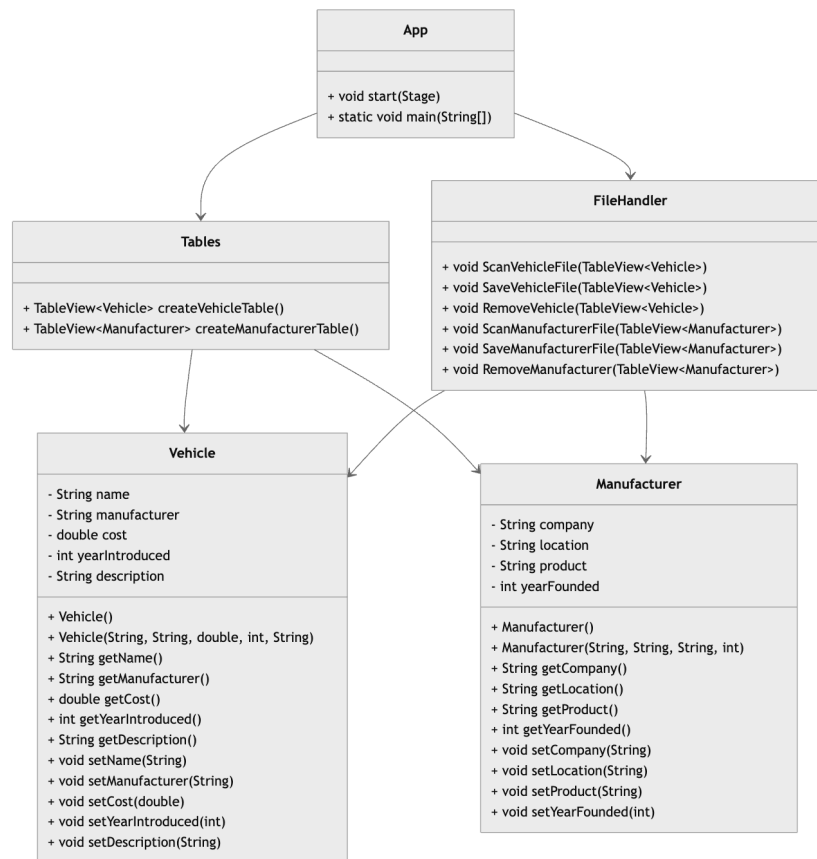 App
+ void start(Stage)
+ static void main(String[])
Tables
+ TableView<Vehicle> createVehicleTable()
+ TableView<Manufacturer> createManufacturerTable()
FileHandler
+ void ScanVehicleFile(TableView<Vehicle>)
+ void SaveVehicleFile(TableView<Vehicle>)
+ void RemoveVehicle(TableView<Vehicle>)
+ void ScanManufacturerFile(TableView<Manufacturer>)
+ void SaveManufacturerFile(TableView<Manufacturer>)
+ void RemoveManufacturer(TableView<Manufacturer>)
Vehicle
- String name
- String manufacturer
- double cost
- int yearIntroduced
- String description
+ Vehicle()
+ Vehicle(String, String, double, int, String)
+ String getName()
+ String getManufacturer()
+ double getCost()
+ int getYearIntroduced()
+ String getDescription()
+ void setName(String)
+ void setManufacturer(String)
+ void setCost(double)
+ void setYearIntroduced(int)
+ void setDescription(String)
Manufacturer
- String company
- String location
- String product
- int yearFounded
+ Manufacturer()
+ Manufacturer(String, String, String, int)
+ String getCompany()
+ String getLocation()
+ String getProduct()
+ int getYearFounded()
+ void setCompany(String)
+ void setLocation(String)
+ void setProduct(String)
+ void setYearFounded(int)